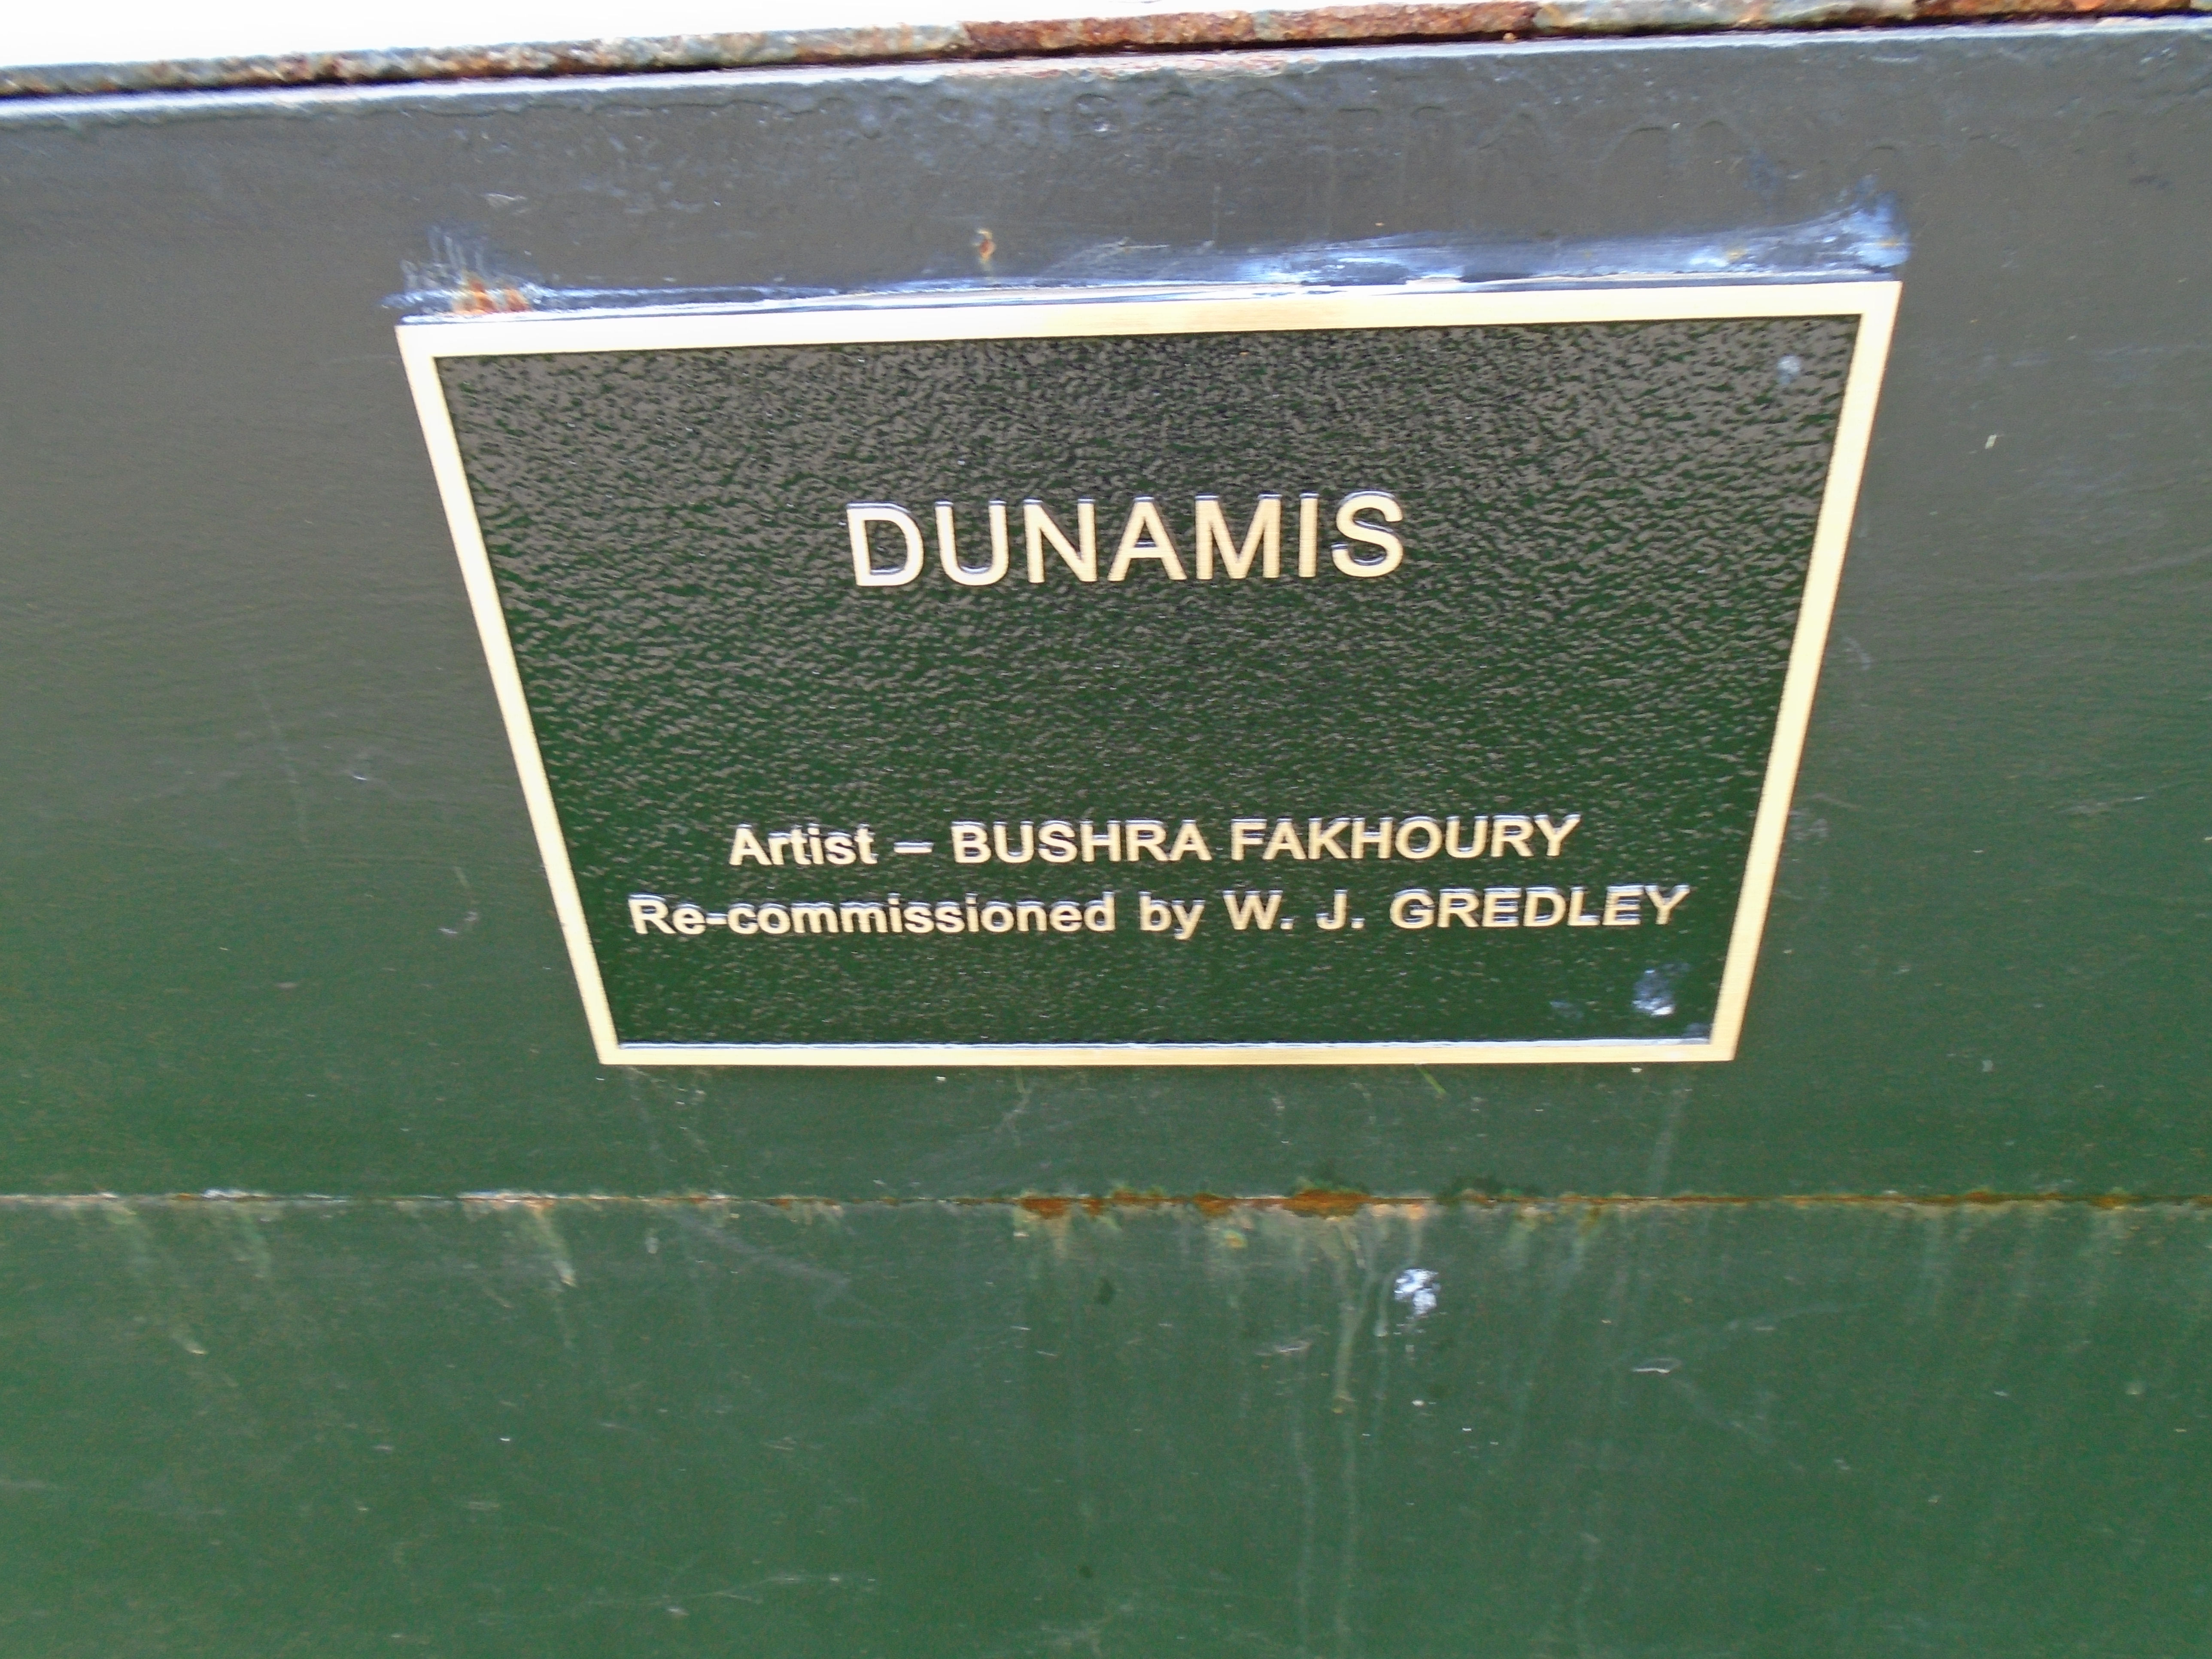 DUNAMIS
Artist – BUSHRA FAKHOURY
Re-commissioned by W. J. GREDLEY